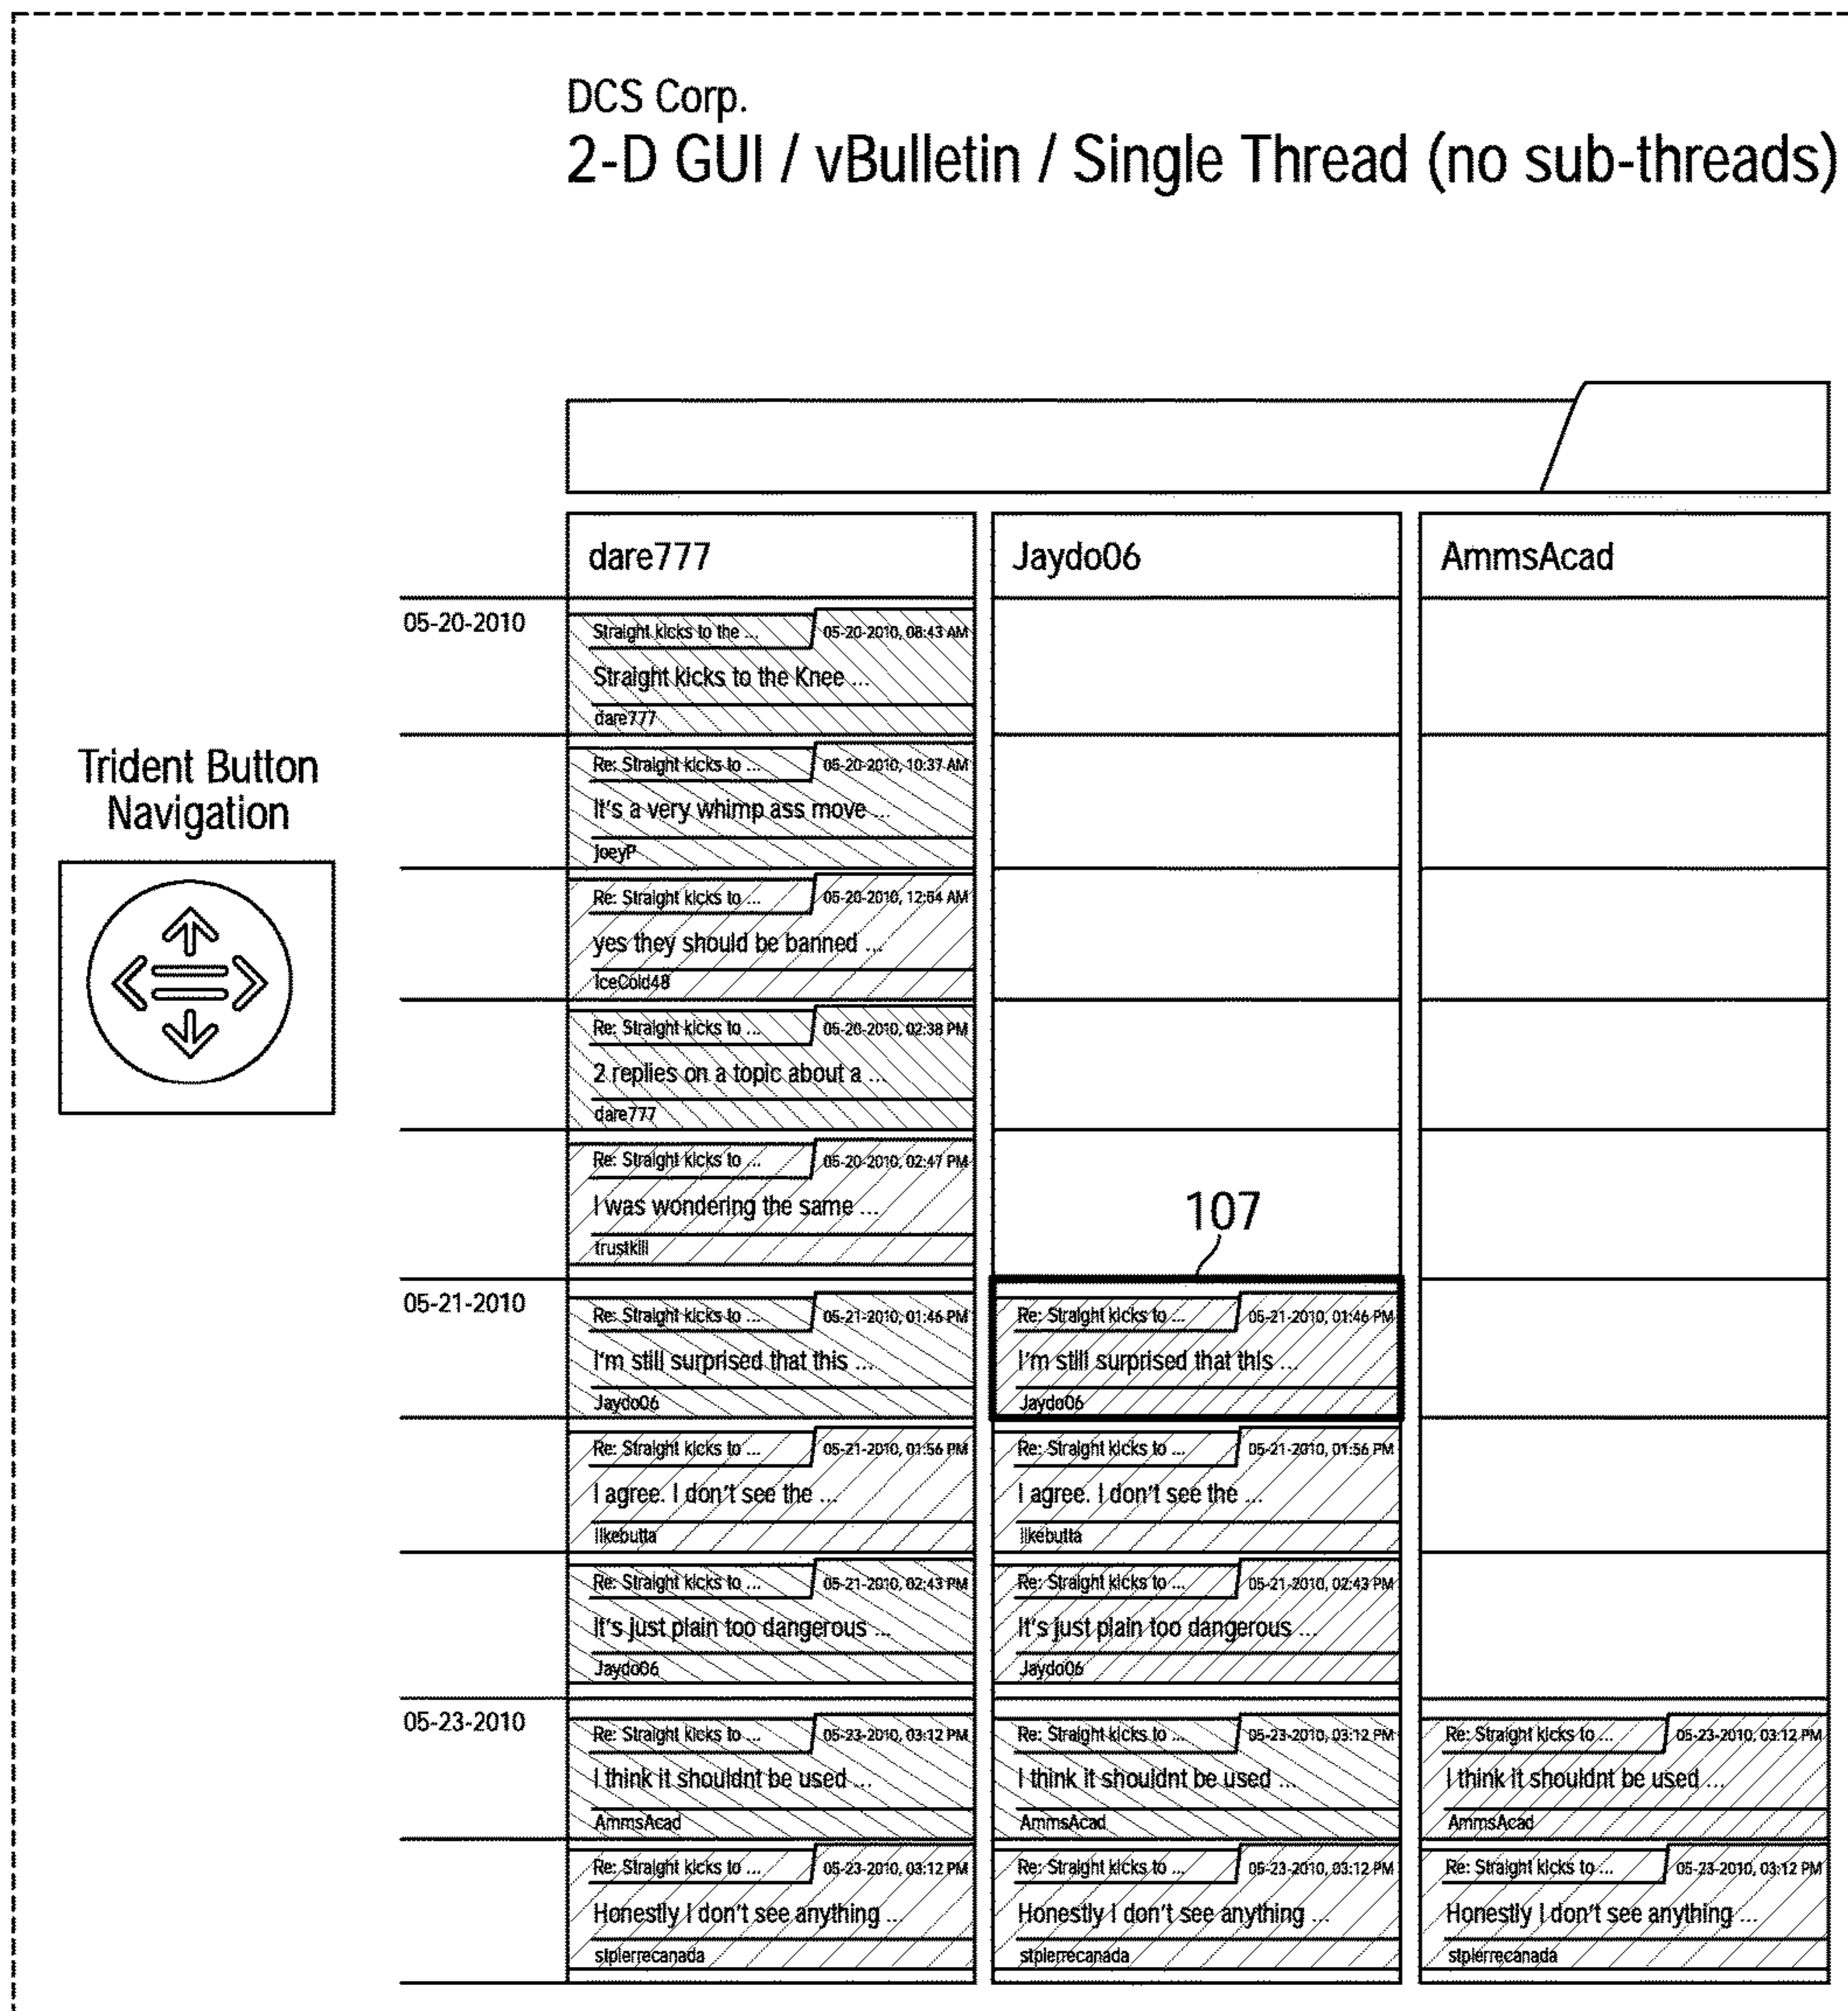 DCS Corp.
2-D GUI / vBulletin / Single Thread (no sub-threads)
dare777
Jaydo06
AmmsAcad
Trident Button
Navigation
05-20-2010
Straight kicks to the ...
05-20-2010, 08:43 AM
Straight kicks to the Knee ...
dare777
Re: Straight kicks to ...
05-20-2010, 10:37 AM
It's a very whimp ass move ...
JoeyP
Re: Straight kicks to ...
05-20-2010, 12:54 AM
yes they should be banned ...
IceCold48
Re: Straight kicks to ...
05-20-2010, 02:38 PM
2 replies on a topic about a ...
dare777
Re: Straight kicks to ...
05-20-2010, 02:47 PM
I was wondering the same ...
trustkill
107
05-21-2010
Re: Straight kicks to ...
05-21-2010, 01:46 PM
I'm still surprised that this ...
Jaydo06
Re: Straight kicks to ...
05-21-2010, 01:46 PM
I'm still surprised that this ...
Jaydo06
Re: Straight kicks to ...
05-21-2010, 01:56 PM
I agree. I don't see the ...
likebutta
Re: Straight kicks to ...
05-21-2010, 01:56 PM
I agree. I don't see the ...
likebutta
Re: Straight kicks to ...
05-21-2010, 02:43 PM
It's just plain too dangerous ...
Jaydo06
Re: Straight kicks to ...
05-21-2010, 02:43 PM
It's just plain too dangerous ...
Jaydo06
05-23-2010
Re: Straight kicks to ...
05-23-2010, 03:12 PM
I think it shouldnt be used ...
AmmsAcad
Re: Straight kicks to ...
05-23-2010, 03:12 PM
I think it shouldnt be used ...
AmmsAcad
Re: Straight kicks to ...
05-23-2010, 03:12 PM
I think it shouldnt be used ...
AmmsAcad
Re: Straight kicks to ...
05-23-2010, 03:12 PM
Honestly I don't see anything ...
stpierrecanada
Re: Straight kicks to ...
05-23-2010, 03:12 PM
Honestly I don't see anything ...
stpierrecanada
Re: Straight kicks to ...
05-23-2010, 03:12 PM
Honestly I don't see anything ...
stpierrecanada